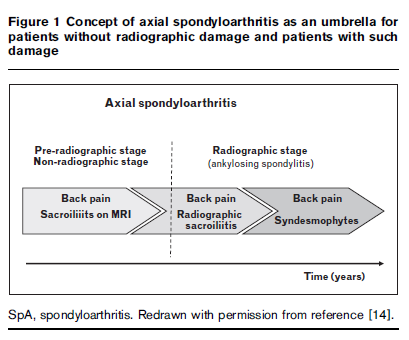 Figure 1 Concept of axial spondyloarthritis as an umbrella for
patients without radiographic damage and patients with such
damage
Axial spondyloarthritis
Pre-radiographic stage
Non-radiographic stage
Radiographic stage
(ankylosing spondylitis)
Back pain
Sacroiliiits on MRI
Back pain
Radiographic
sacroiliitis
Back pain
Syndesmophytes
Time (years)
SpA, spondyloarthritis. Redrawn with permission from reference [14].